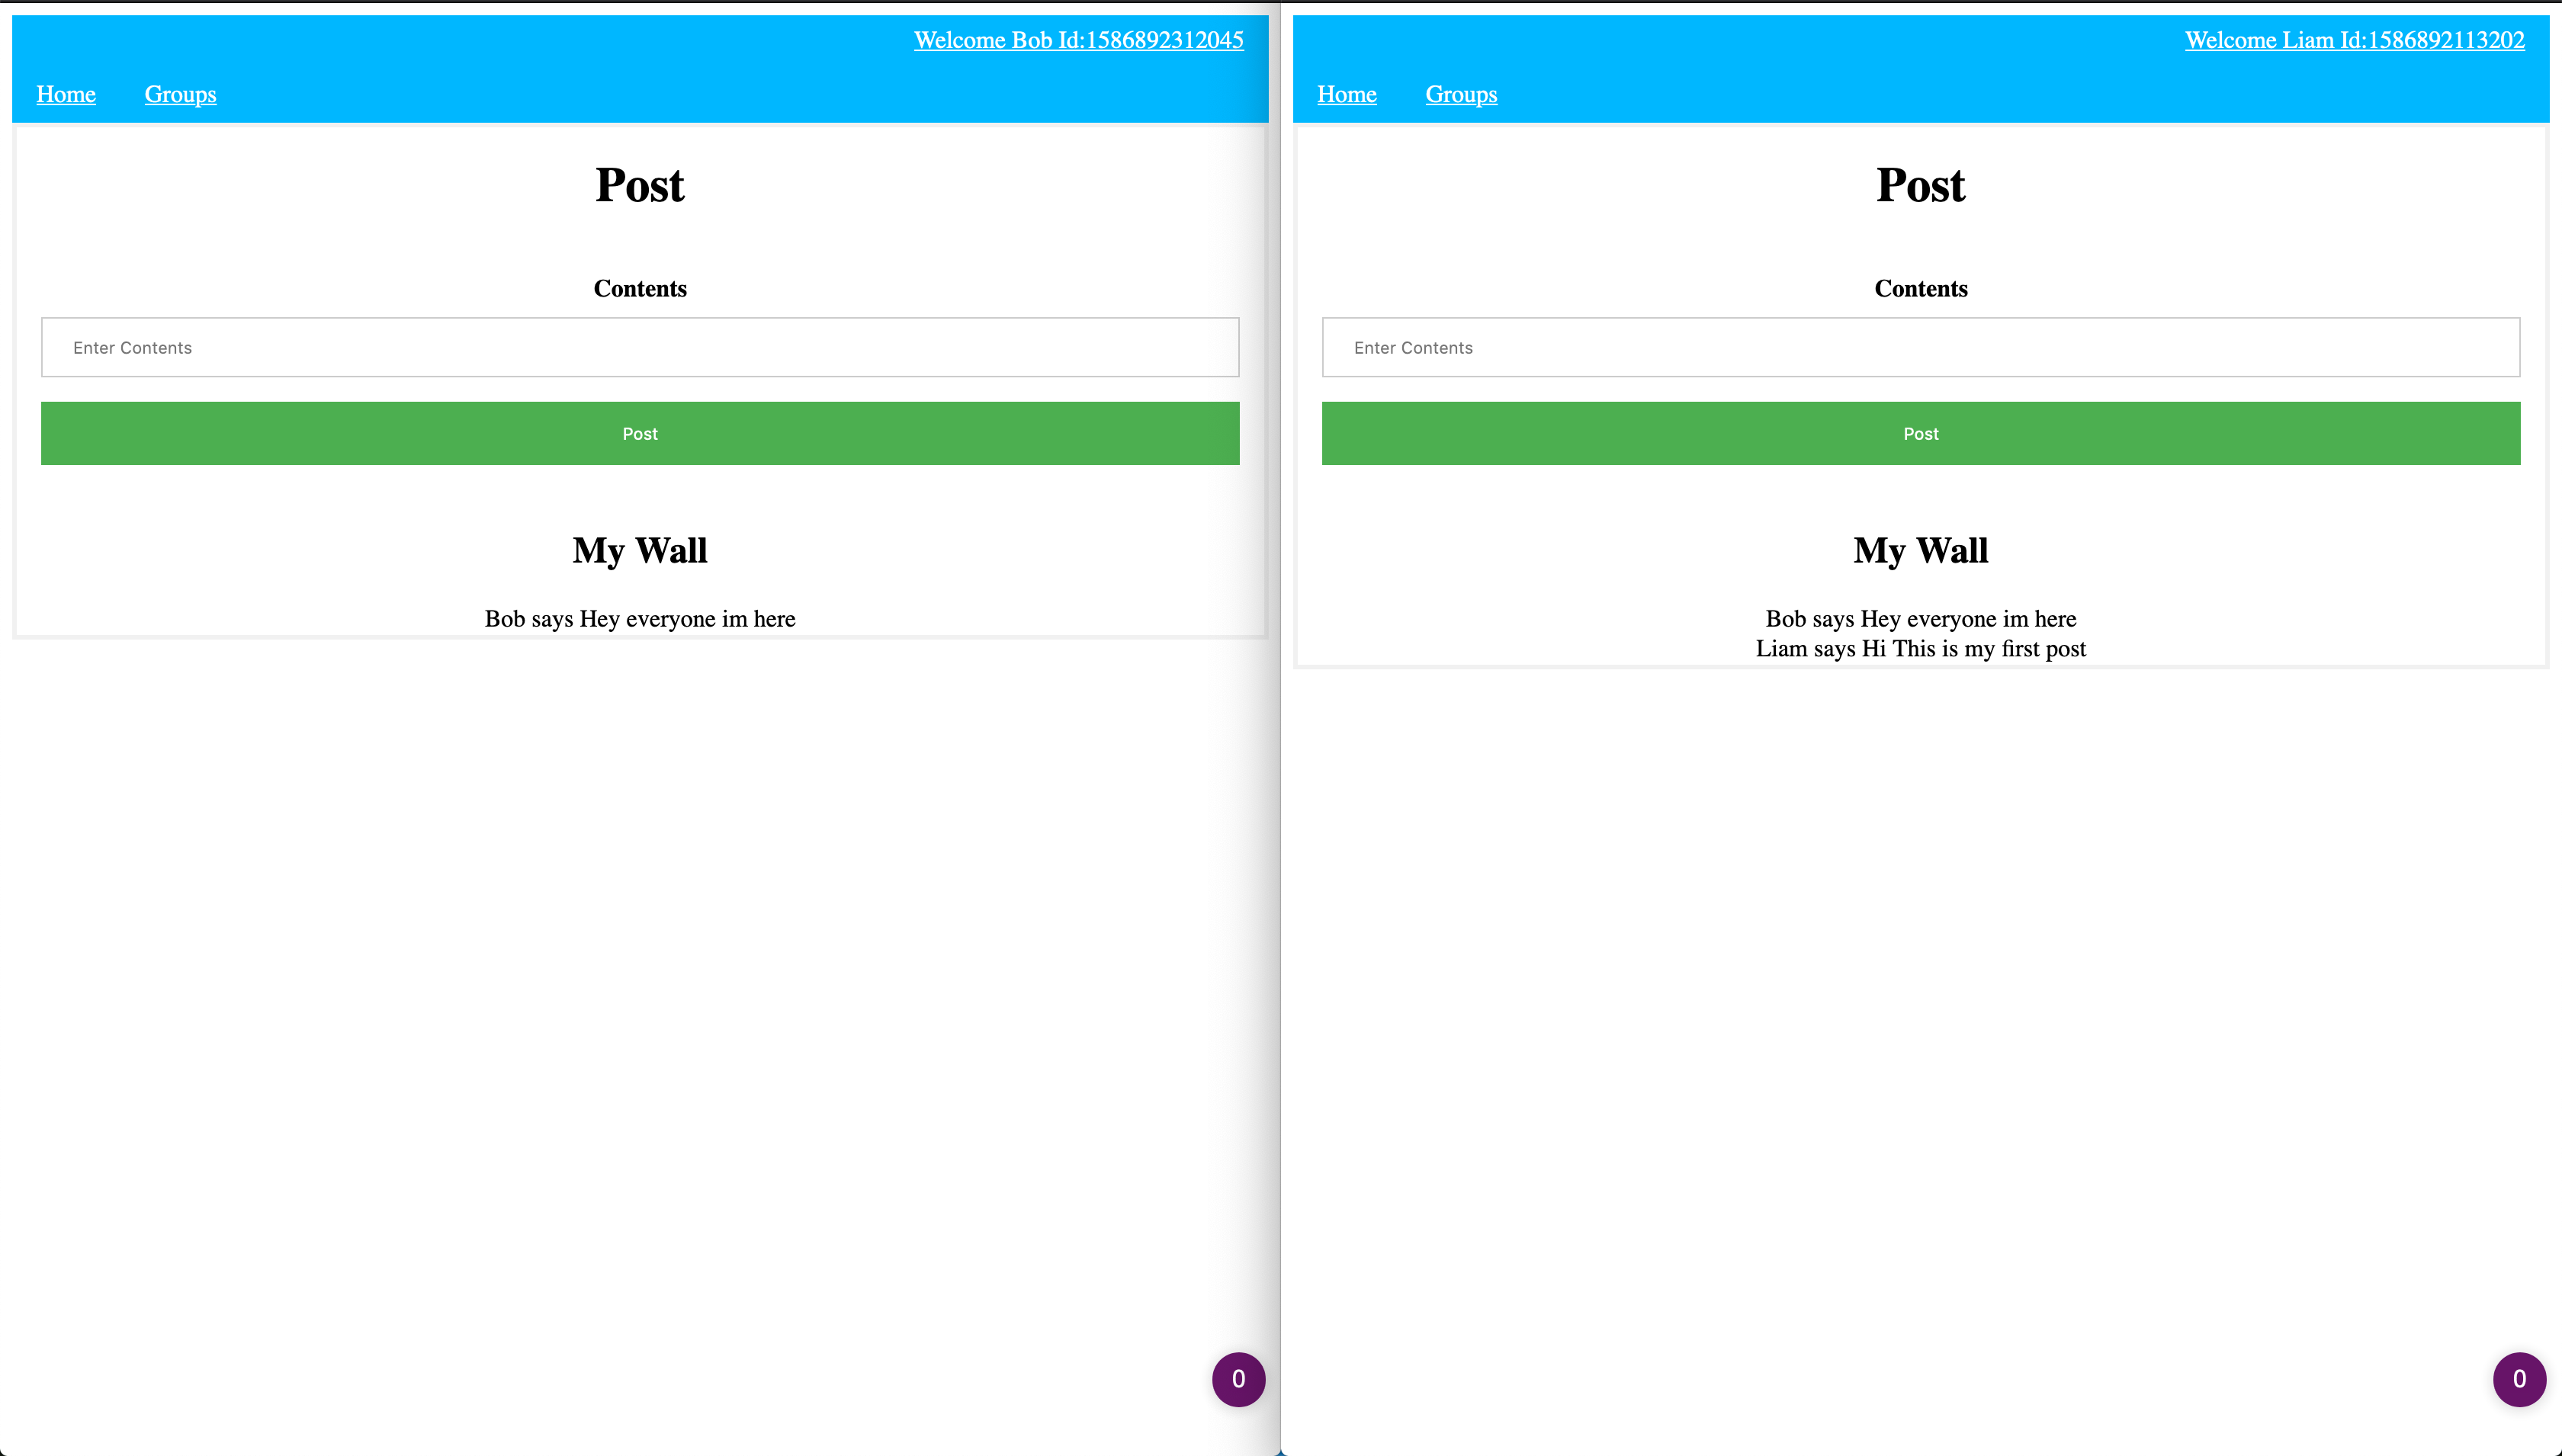 Welcome Bob Id:1586892312045
Home Groups
Post
Contents
Enter Contents
Post
My Wall
Bob says Hey everyone im here
0
Welcome Liam Id:1586892113202
Home Groups
Post
Contents
Enter Contents
Post
My Wall
Bob says Hey everyone im here
Liam says Hi This is my first post
0